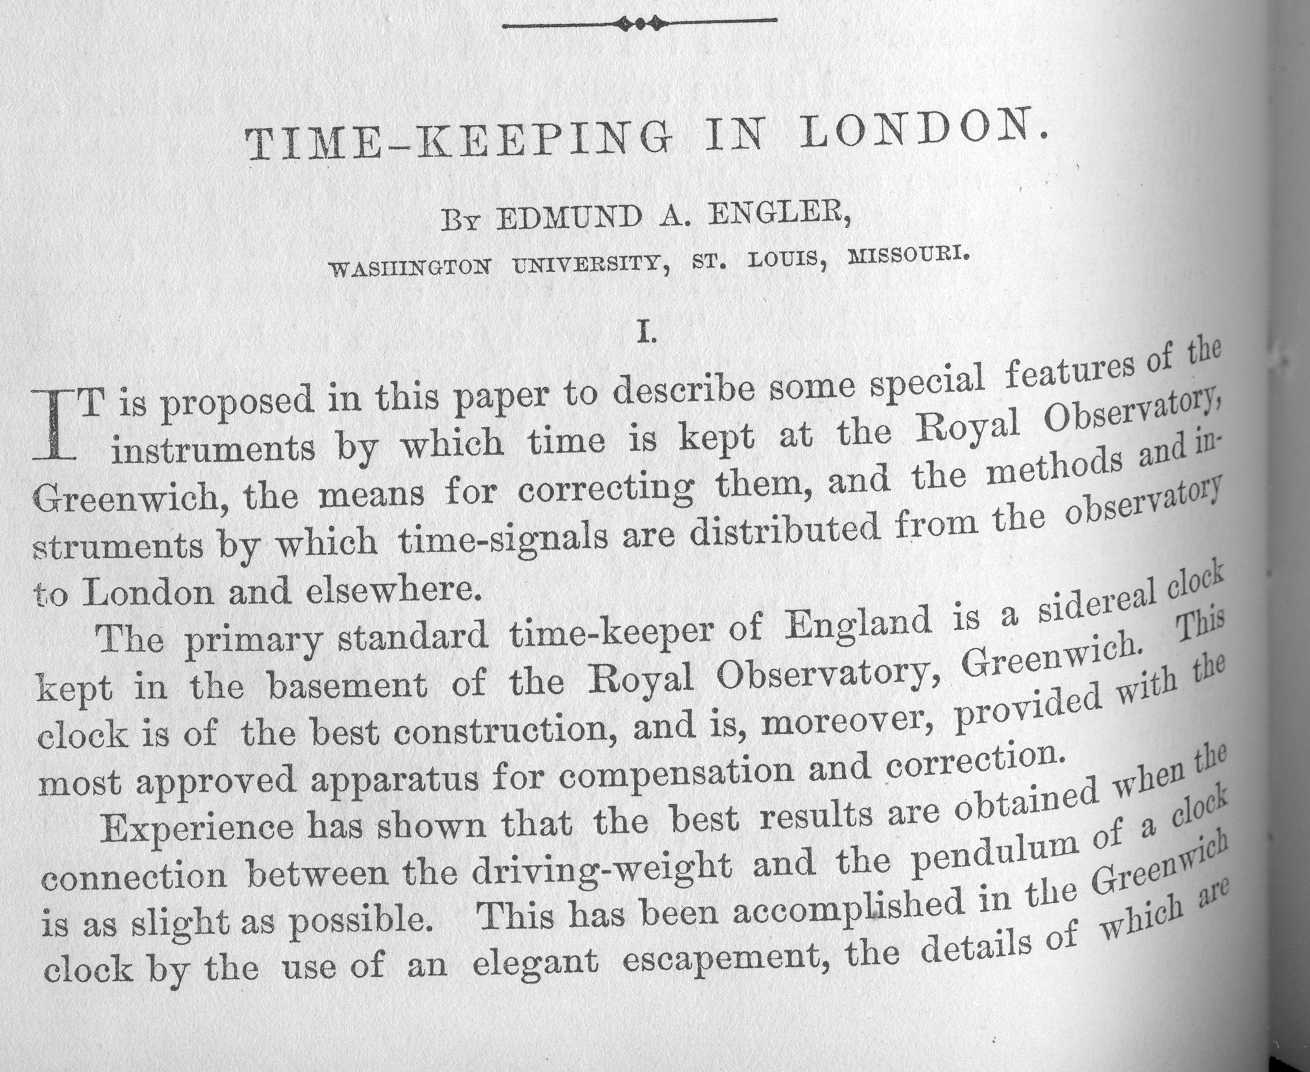 TIME-KEEPING IN LONDON.
By EDMUND A. ENGLER,
WASHINGTON UNIVERSITY, ST. LOUIS, MISSOURI.
I.
IT is proposed in this paper to describe some special features of the
instruments by which time is kept at the Royal Observatory,
Greenwich, the means for correcting them, and the methods and in-
struments by which time-signals are distributed from the observatory
to London and elsewhere.
The primary standard time-keeper of England is a sidereal clock
kept in the basement of the Royal Observatory, Greenwich. This
clock is of the best construction, and is, moreover, provided with the
most approved apparatus for compensation and correction.
Experience has shown that the best results are obtained when the
connection between the driving-weight and the pendulum of a clock
is as slight as possible. This has been accomplished in the Greenwich
clock by the use of an elegant escapement, the details of which are